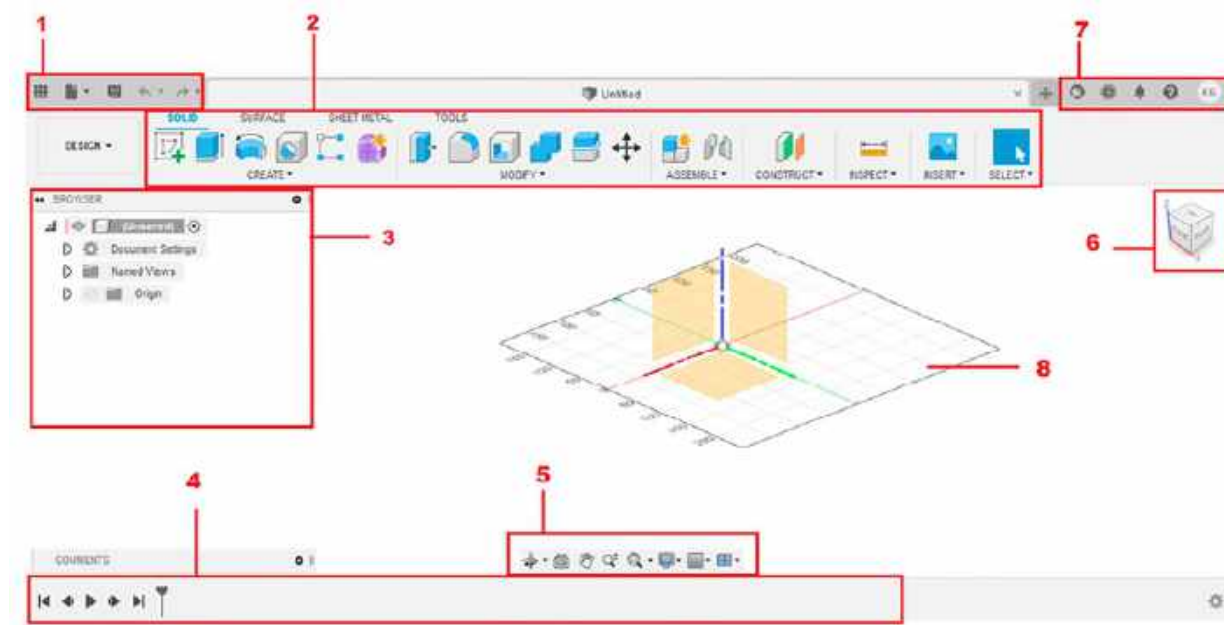 1
2
7
Untitled
SOLID SURFACE SHEET METAL TOOLS
DESIGN
CREATE MODIFY ASSEMBLE CONSTRUCT INSPECT INSERT SELECT
BROWSER
(Unsaved)
3
6
Document Settings
Named Views
Origin
8
4
5
COMMENTS